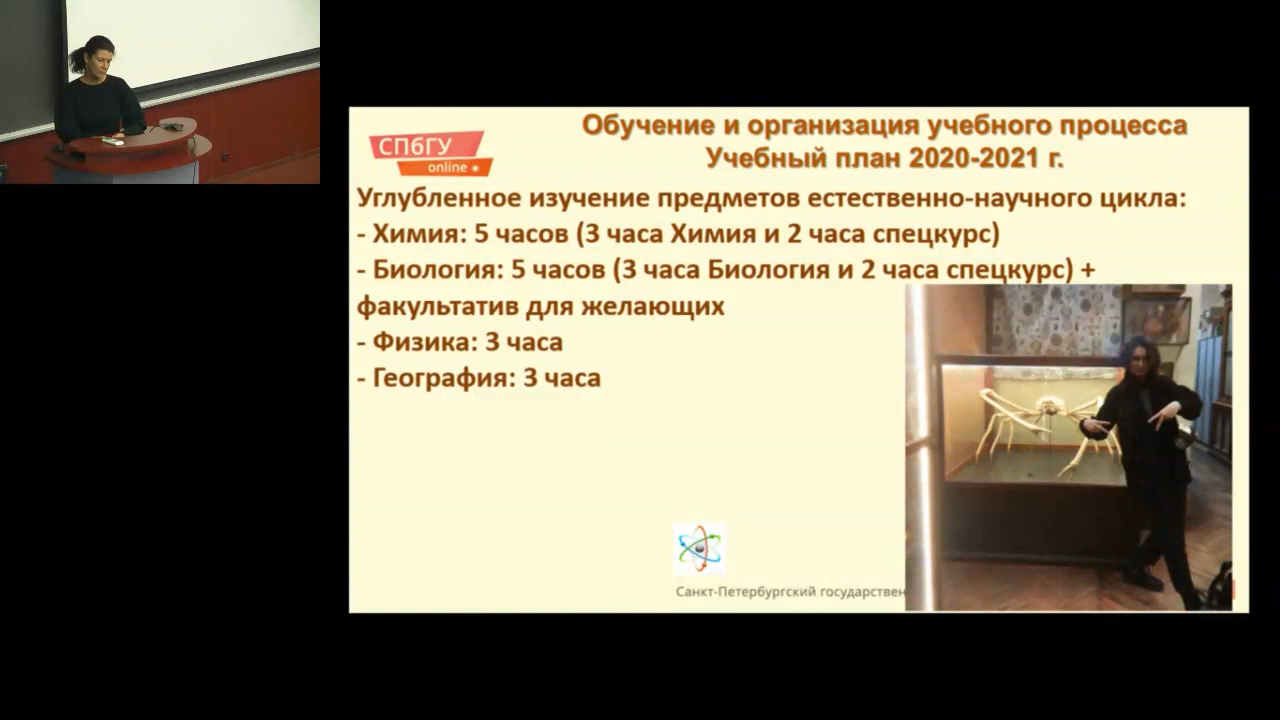 СПбГУ
online
Обучение и организация учебного процесса
Учебный план 2020-2021 г.
Углубленное изучение предметов естественно-научного цикла:
- Химия: 5 часов (3 часа Химия и 2 часа спецкурс)
- Биология: 5 часов (3 часа Биология и 2 часа спецкурс) +
факультатив для желающих
- Физика: 3 часа
- География: 3 часа
Санкт-Петербургский государствен